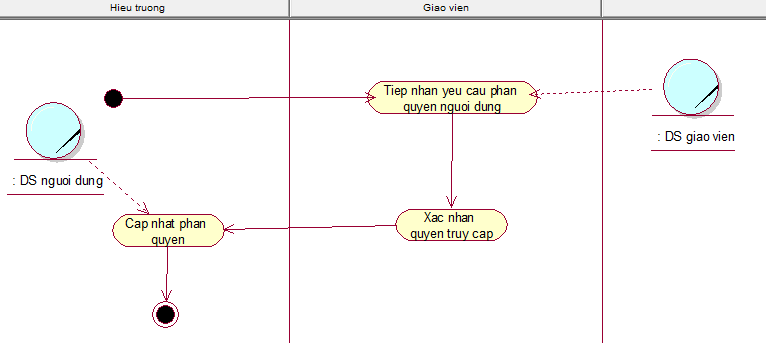 Hieu truong
Giao vien
Tiep nhan yeu cau phan
quyen nguoi dung
: DS giao vien
: DS nguoi dung
Cap nhat phan
quyen
Xac nhan
quyen truy cap